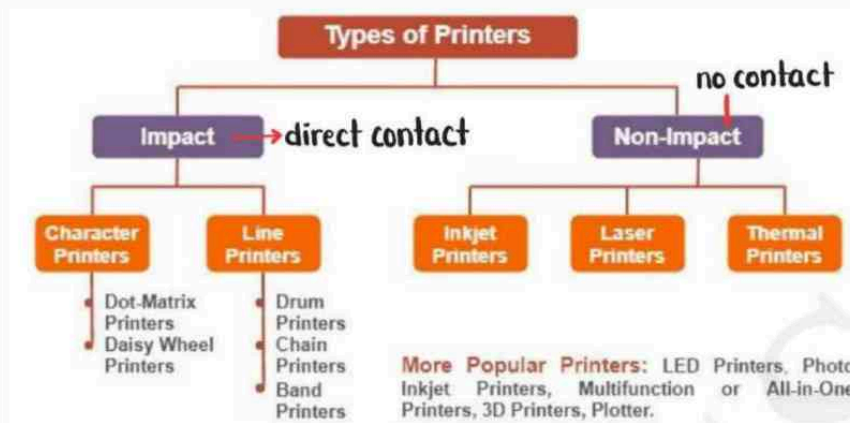 Types of Printers
no contact
Impact
direct contact
Non-Impact
Character
Printers
Line
Printers
Inkjet
Printers
Laser
Printers
Thermal
Printers
Dot-Matrix
Printers
Daisy Wheel
Printers
Drum
Printers
Chain
Printers
Band
Printers
More Popular Printers: LED Printers, Photo
Inkjet Printers, Multifunction or All-in-One
Printers, 3D Printers, Plotter.